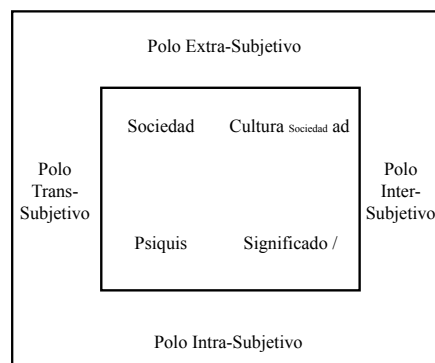 Polo Extra-Subjetivo
Sociedad
Cultura Sociedad ad
Polo
Trans-
Subjetivo
Polo
Inter-
Subjetivo
Psiquis
Significado /
Polo Intra-Subjetivo